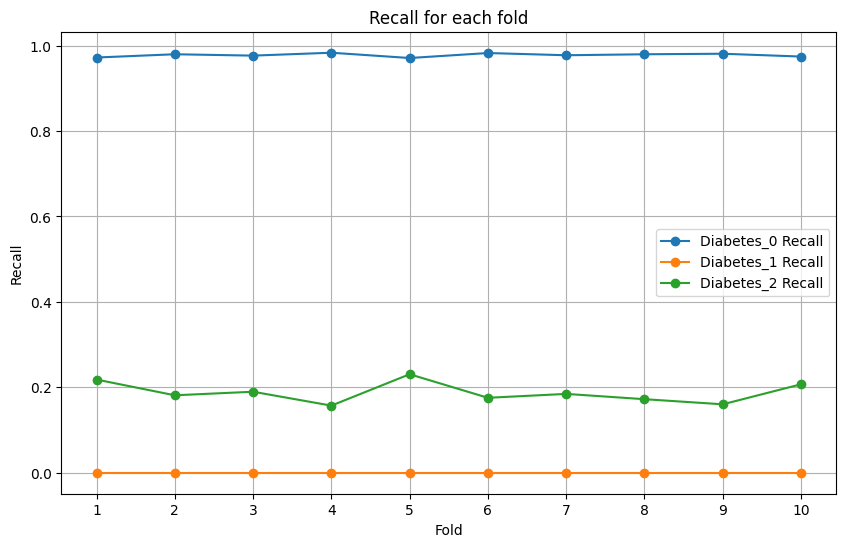 Recall for each fold
1.0
0.8
0.6
0.4
0.2
0.0
Recall
Diabetes_0 Recall
Diabetes_1 Recall
Diabetes_2 Recall
1 2 3 4 5 6 7 8 9 10
Fold